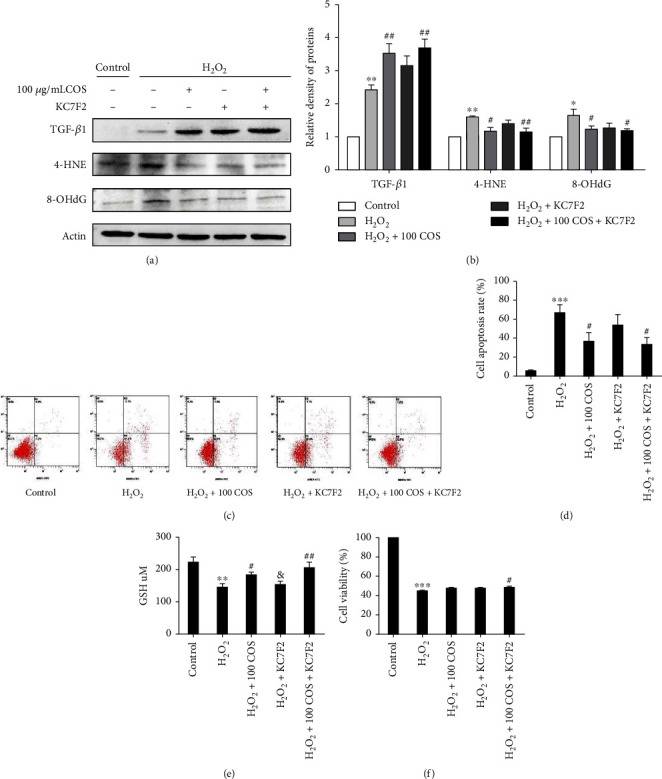 Control
H2O2
100 μg/mLCOS – – + – +
KC7F2 – – – + +
TGF-β1
4-HNE
8-OHdG
Actin
(a)
Relative density of proteins
5
4
3
2
1
0
** ## ##
** # ##
* # #
TGF-β1 4-HNE 8-OHdG
Control
H2O2
H2O2 + 100 COS
H2O2 + KC7F2
H2O2 + 100 COS + KC7F2
(b)
Control
H2O2
H2O2 + 100 COS
H2O2 + KC7F2
H2O2 + 100 COS + KC7F2
(c)
Cell apoptosis rate (%)
100
80
60
40
20
0
***
#
#
Control
H2O2
H2O2 + 100 COS
H2O2 + KC7F2
H2O2 + 100 COS + KC7F2
(d)
GSH uM
300
200
100
0
**
#
&
##
Control
H2O2
H2O2 + 100 COS
H2O2 + KC7F2
H2O2 + 100 COS + KC7F2
(e)
Cell viability (%)
100
80
60
40
20
0
***
#
Control
H2O2
H2O2 + 100 COS
H2O2 + KC7F2
H2O2 + 100 COS + KC7F2
(f)